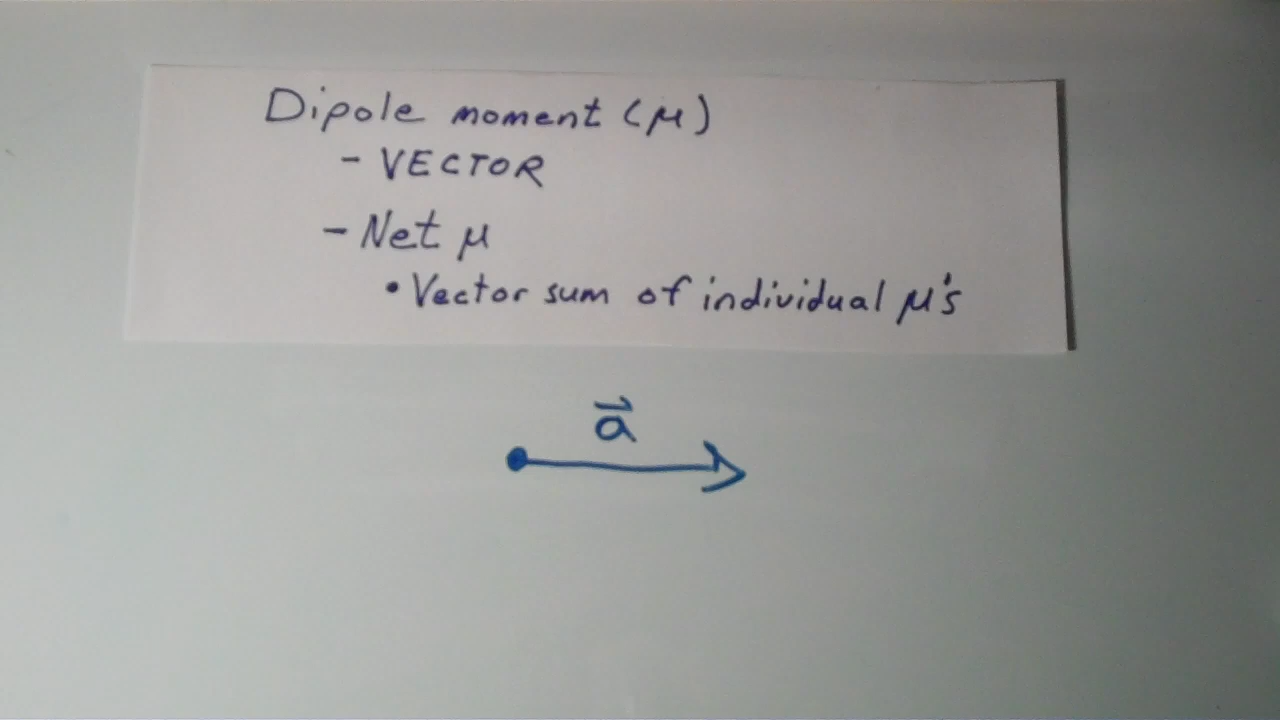 Dipole moment (μ)
- VECTOR
- Net μ
• Vector sum of individual μ's
a⃗